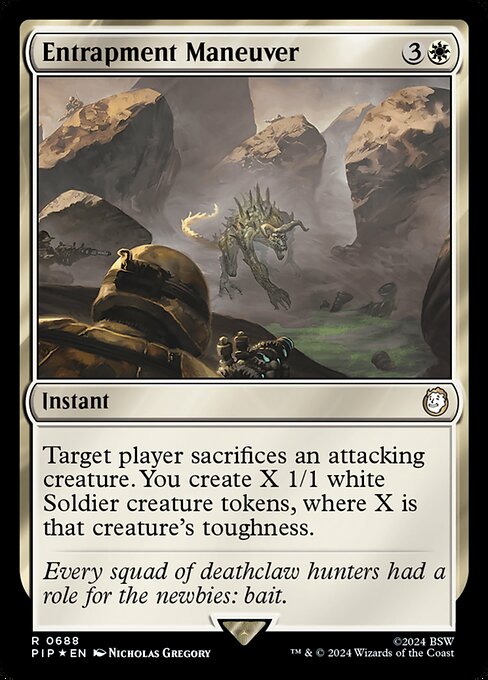 Entrapment Maneuver 3
Instant
Target player sacrifices an attacking
creature. You create X 1/1 white
Soldier creature tokens, where X is
that creature's toughness.
Every squad of deathclaw hunters had a
role for the newbies: bait.
R 0688
PIP★EN Nicholas Gregory
©2024 BSW
™ & © 2024 Wizards of the Coast